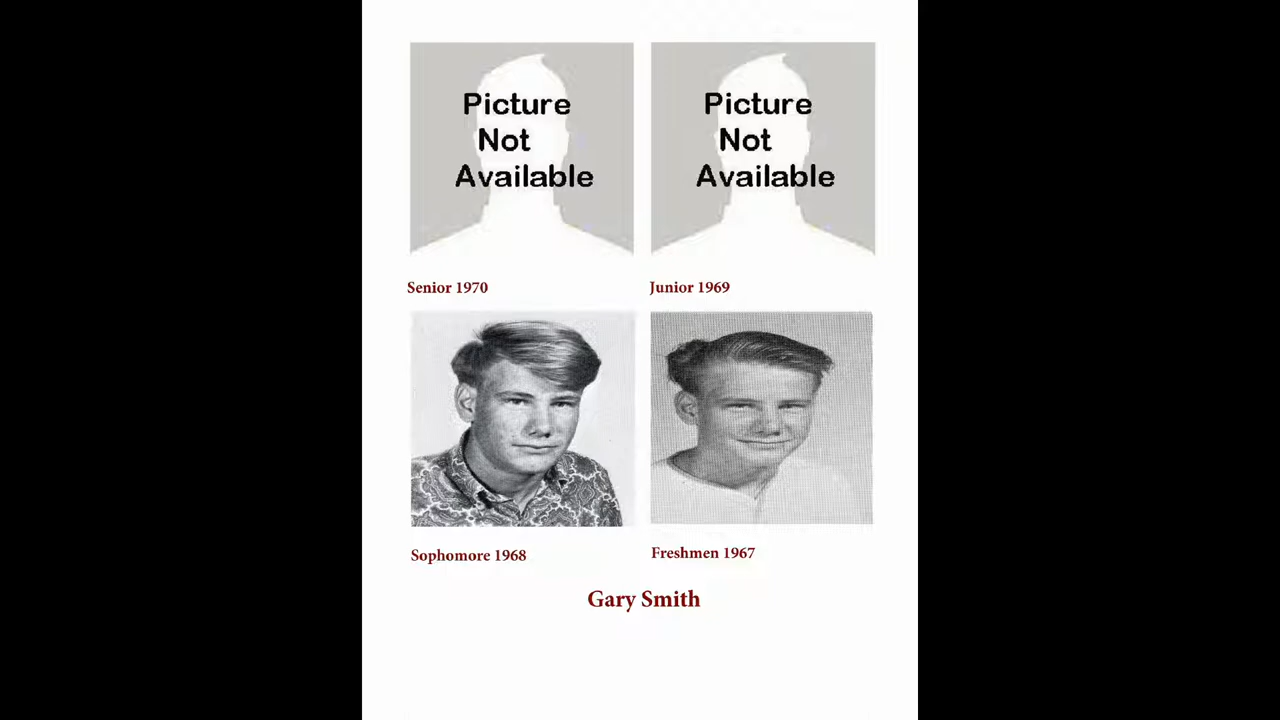 Picture
Not
Available
Picture
Not
Available
Senior 1970
Junior 1969
Sophomore 1968
Freshmen 1967
Gary Smith